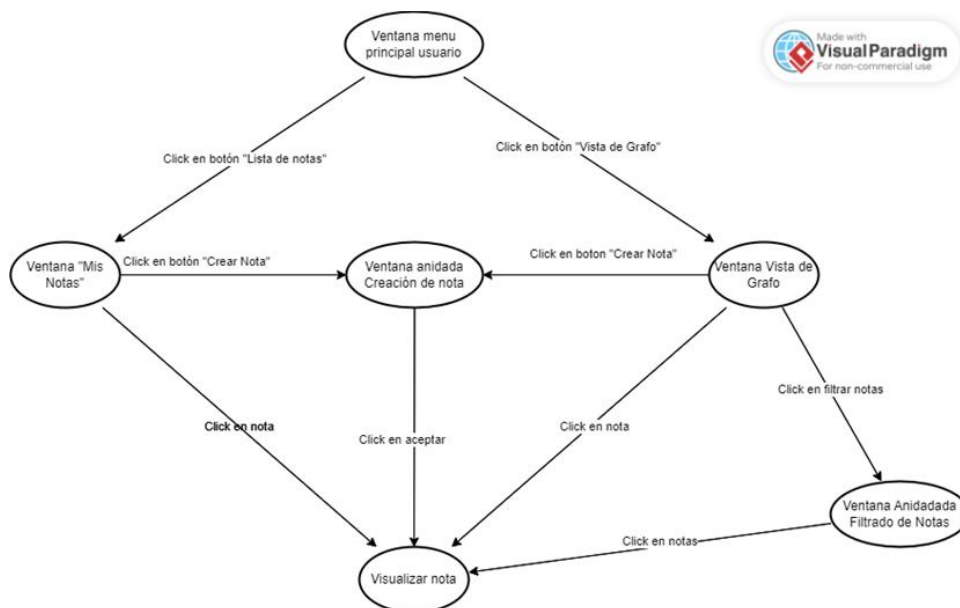 Ventana menu
principal usuario
Made with
Visual Paradigm
For non-commercial use
Click en botón "Lista de notas"
Click en botón "Vista de Grafo"
Ventana "Mis
Notas"
Click en botón "Crear Nota"
Ventana anidada
Creación de nota
Click en boton "Crear Nota"
Ventana Vista de
Grafo
Click en filtrar notas
Click en nota
Click en aceptar
Click en nota
Ventana Anidadada
Filtrado de Notas
Click en notas
Visualizar nota